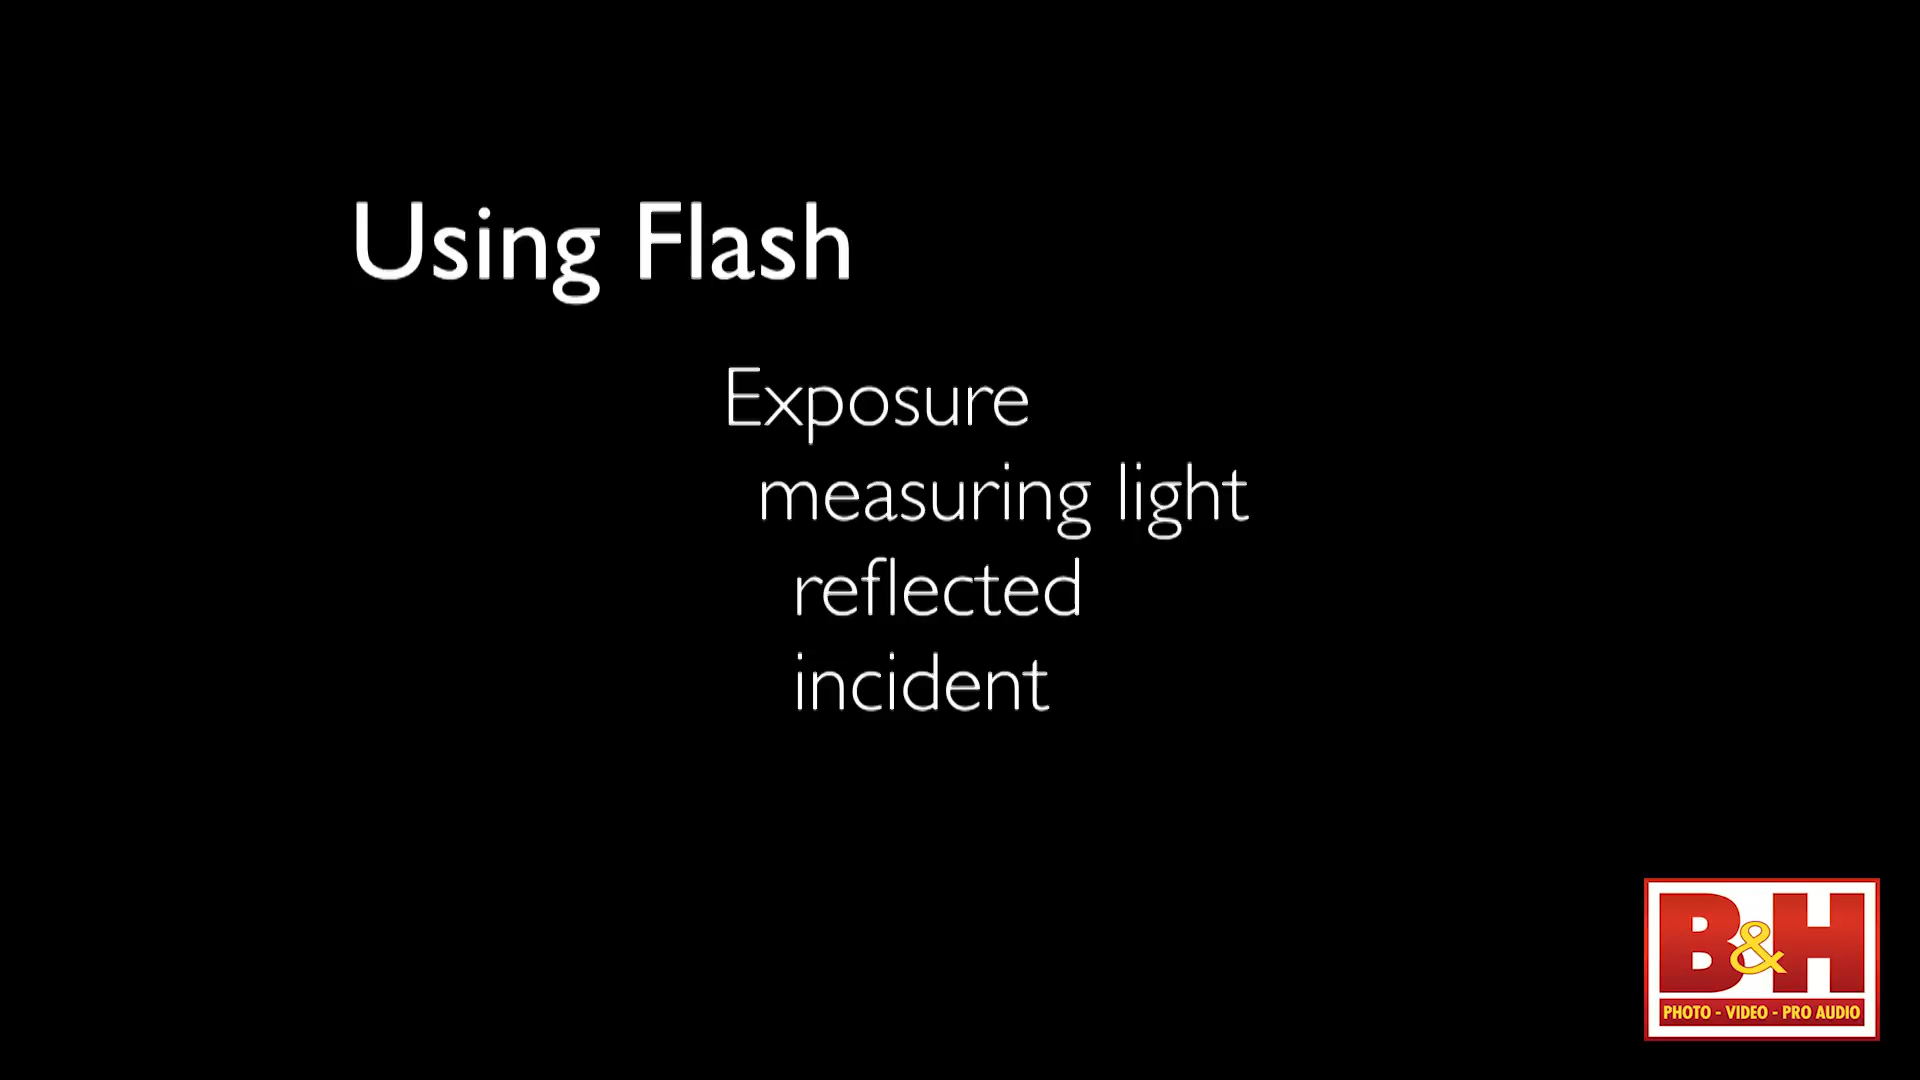 Using Flash
Exposure
measuring light
reflected
incident
B&H
PHOTO - VIDEO - PRO AUDIO